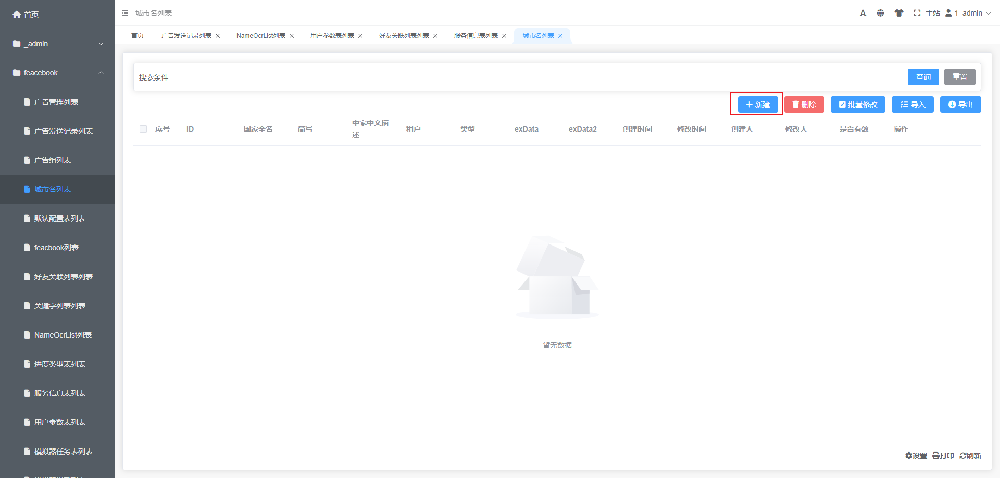 首页
_admin
feacebook
广告管理列表
广告发送记录列表
广告组列表
城市名列表
默认配置表列表
feacbook列表
好友关联列表列表
关键字列表列表
NameOcrList列表
进度类型表列表
服务信息表列表
用户参数表列表
模拟器任务表列表
城市名列表
主站 1_admin
首页 广告发送记录列表 NameOcrList列表 用户参数表列表 好友关联列表列表 服务信息表列表 城市名列表
搜索条件 查询 重置
新建 删除 批量修改 导入 导出
序号 ID 国家全名 简写 中家中文描述 租户 类型 exData exData2 创建时间 修改时间 创建人 修改人 是否有效 操作
暂无数据
设置 打印 刷新